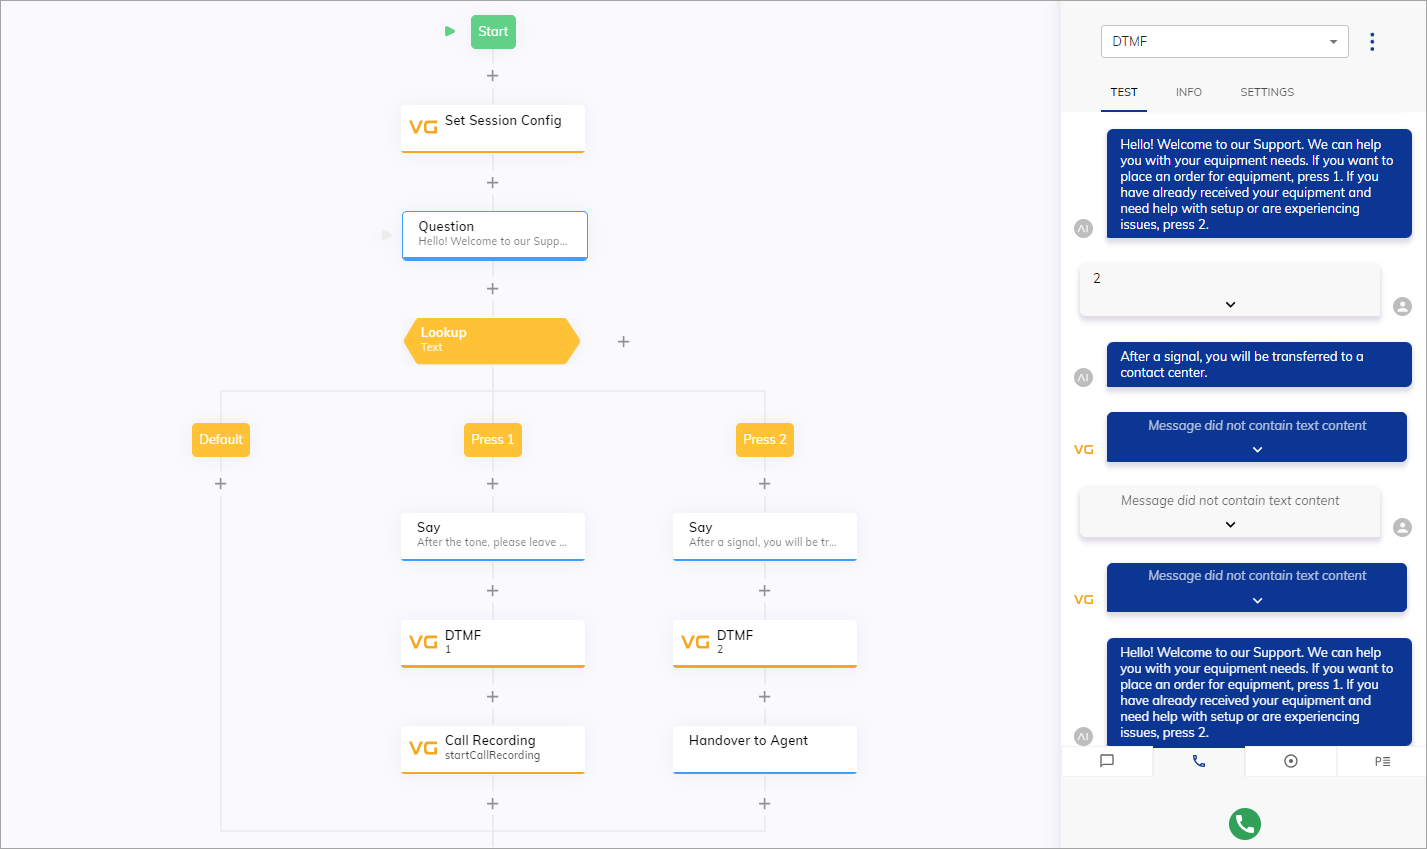 Start
VG Set Session Config
Question
Hello! Welcome to our Supp...
Lookup
Text
Default
Press 1
Press 2
Say
After the tone, please leave ...
Say
After a signal, you will be tr...
VG DTMF
1
VG DTMF
2
VG Call Recording
startCallRecording
Handover to Agent
DTMF
TEST
INFO
SETTINGS
Hello! Welcome to our Support. We can help
you with your equipment needs. If you want to
place an order for equipment, press 1. If you
have already received your equipment and
need help with setup or are experiencing
issues, press 2.
AI
2
After a signal, you will be transferred to a
contact center.
AI
Message did not contain text content
VG
Message did not contain text content
Message did not contain text content
VG
Hello! Welcome to our Support. We can help
you with your equipment needs. If you want to
place an order for equipment, press 1. If you
have already received your equipment and
need help with setup or are experiencing
issues, press 2.
AI
P